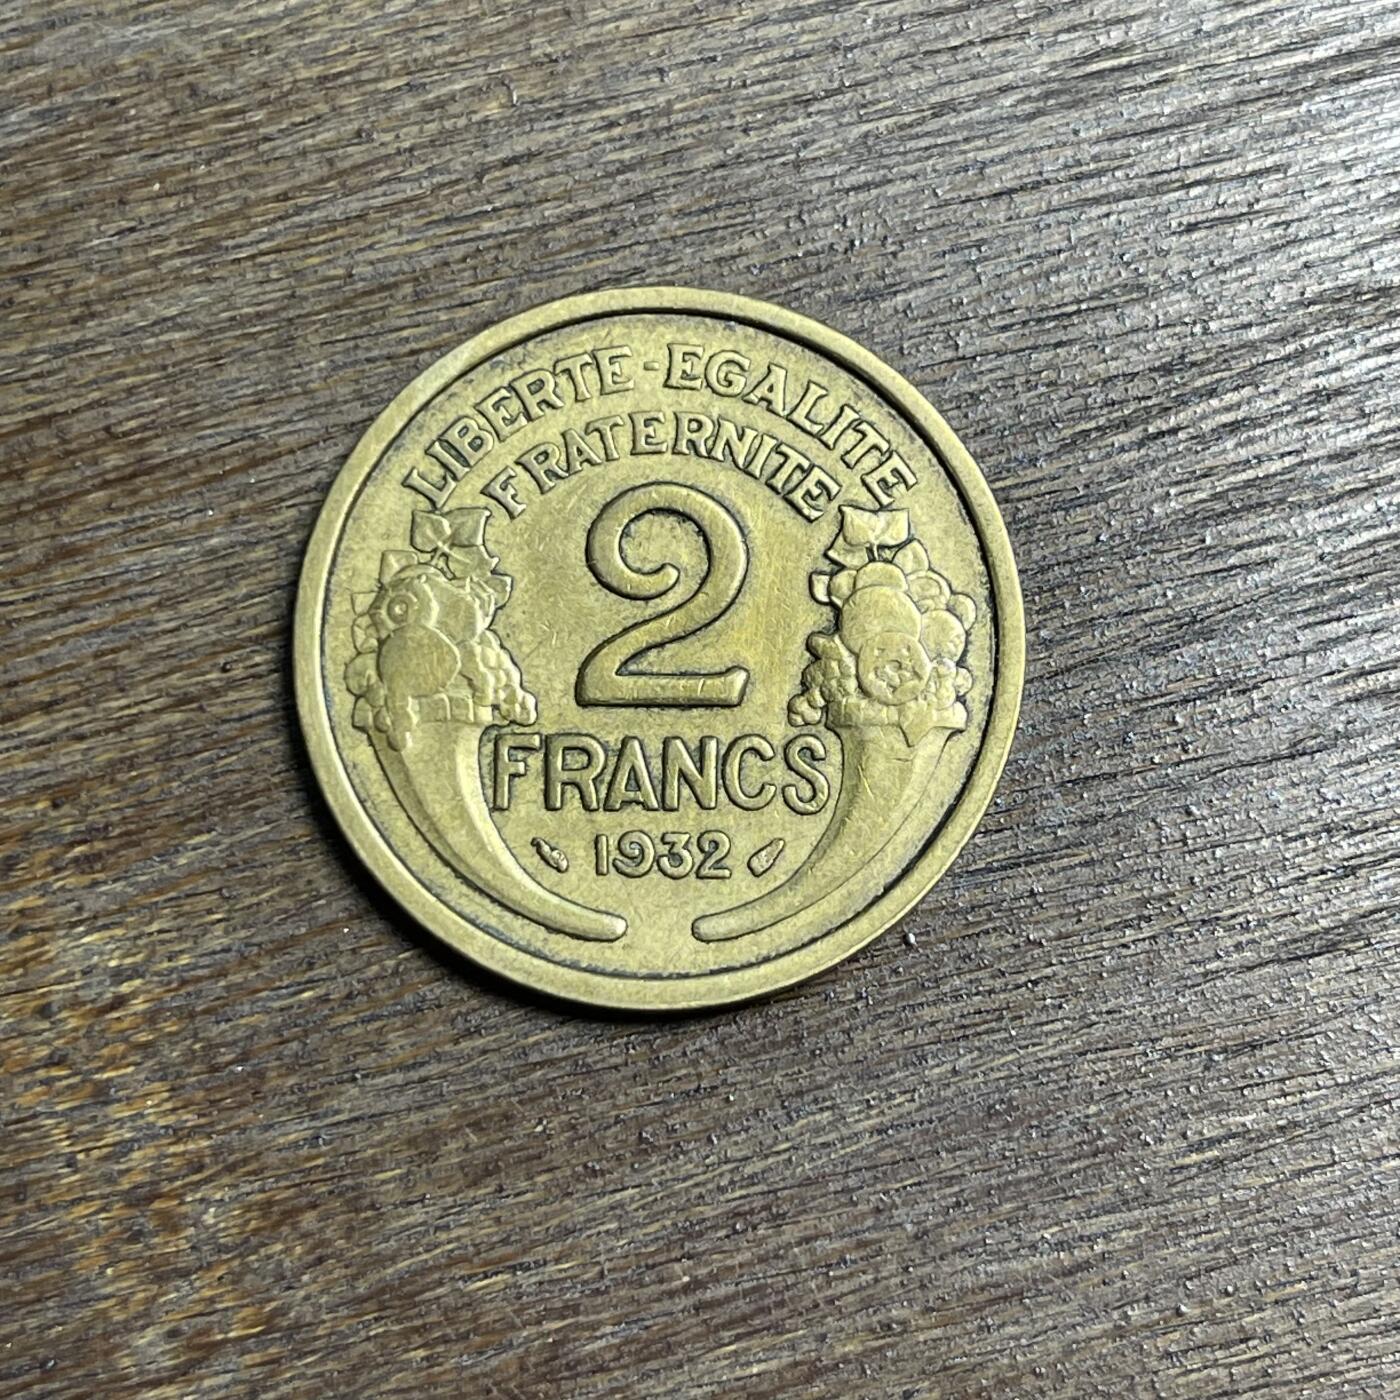 LIBERTE-EGALITE
FRATERNITE
2
FRANCS
1932